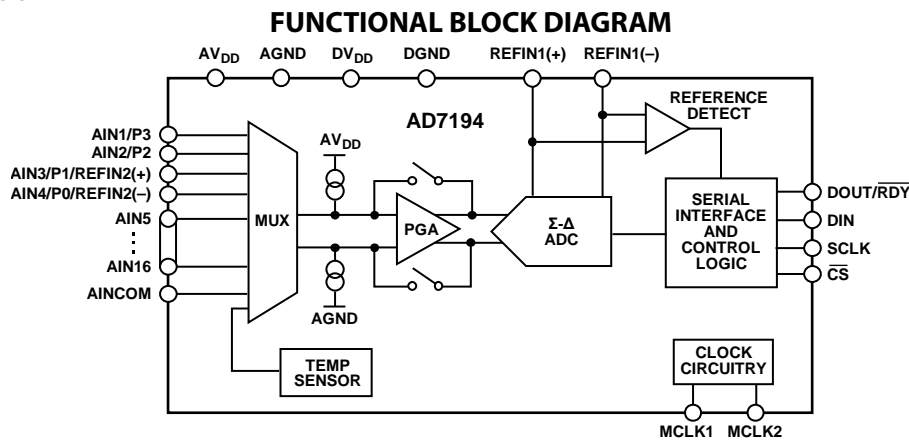 FUNCTIONAL BLOCK DIAGRAM
AVDD AGND DVDD DGND REFIN1(+) REFIN1(–)
AD7194
REFERENCE
DETECT
AIN1/P3
AIN2/P2
AIN3/P1/REFIN2(+)
AIN4/P0/REFIN2(–)
AIN5
AIN16
AINCOM
MUX
AVDD
AGND
PGA
Σ-Δ
ADC
SERIAL
INTERFACE
AND
CONTROL
LOGIC
DOUT/RDY
DIN
SCLK
CS
TEMP
SENSOR
CLOCK
CIRCUITRY
MCLK1 MCLK2